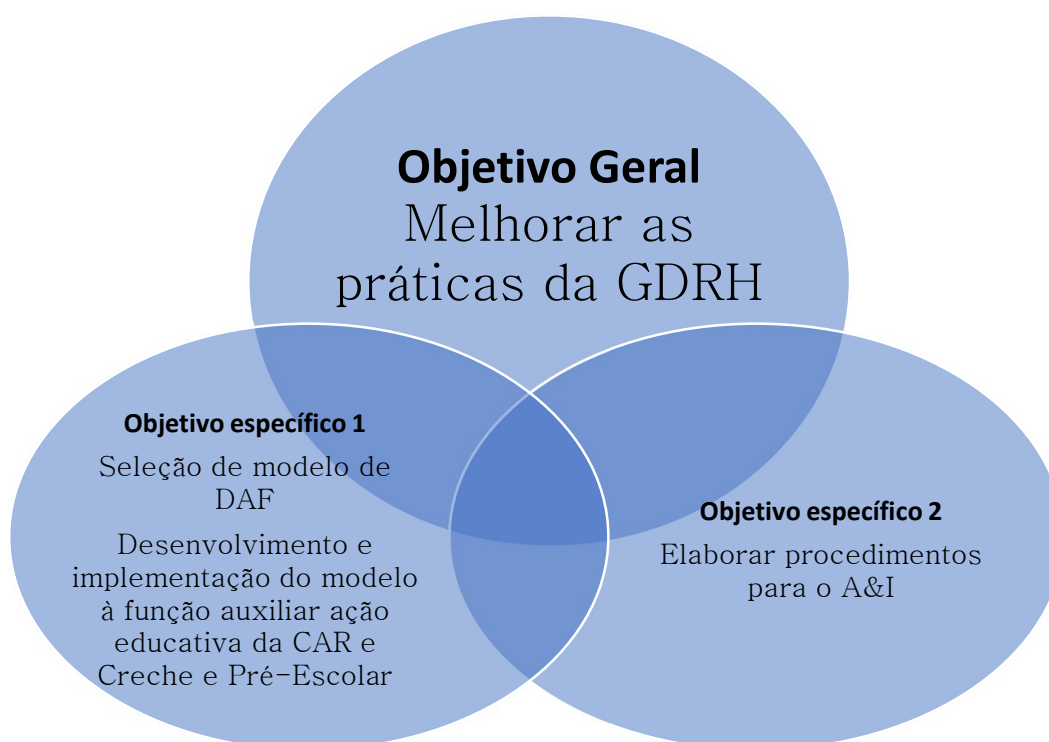 Objetivo Geral
Melhorar as
práticas da GDRH
Objetivo específico 1
Seleção de modelo de
DAF
Desenvolvimento e
implementação do modelo
à função auxiliar ação
educativa da CAR e
Creche e Pré-Escolar
Objetivo específico 2
Elaborar procedimentos
para o A&I